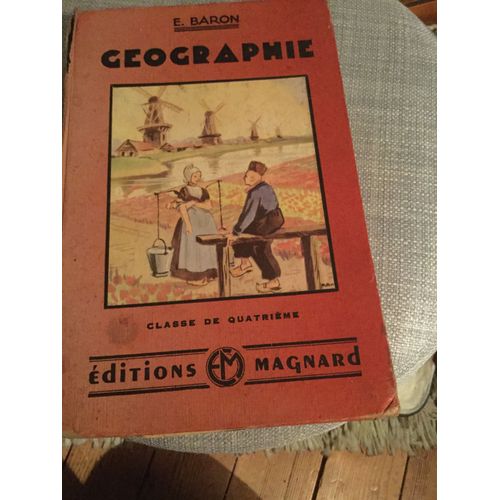 E. BARON
GEOGRAPHIE
CLASSE DE QUATRIÈME
éDITIONS EM MAGNARD